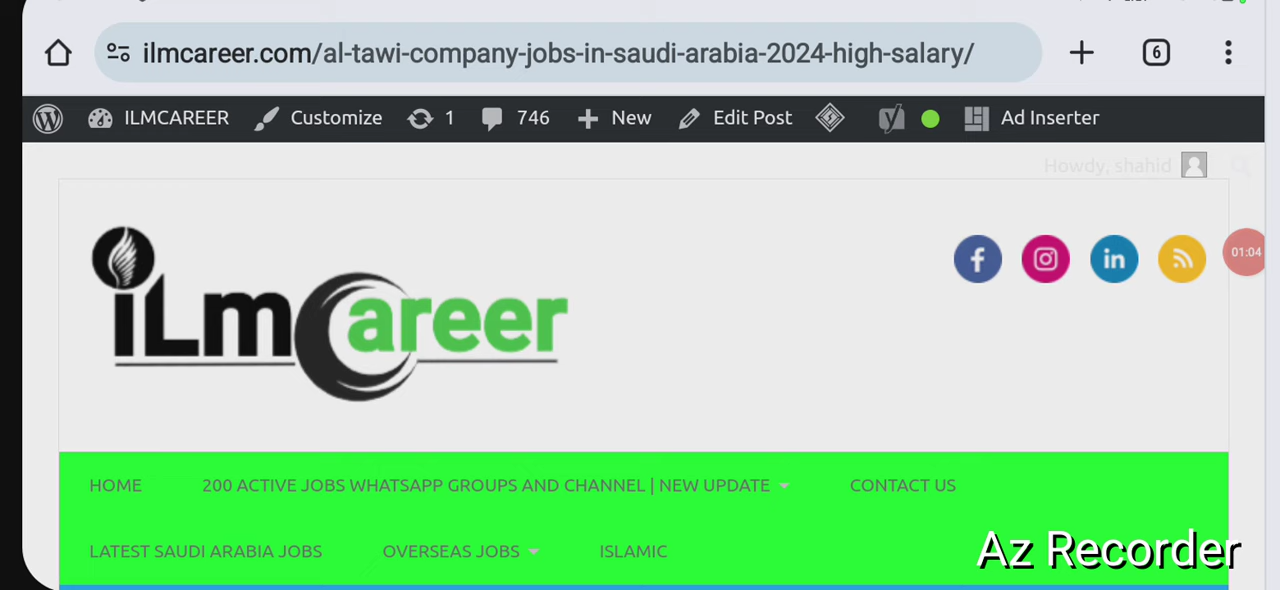 ilmcareer.com/al-tawi-company-jobs-in-saudi-arabia-2024-high-salary/
6
ILMCAREER Customize 1 746 New Edit Post Ad Inserter
Howdy, shahid
01:04
iLmCareer
HOME 200 ACTIVE JOBS WHATSAPP GROUPS AND CHANNEL | NEW UPDATE CONTACT US
LATEST SAUDI ARABIA JOBS OVERSEAS JOBS ISLAMIC
Az Recorder